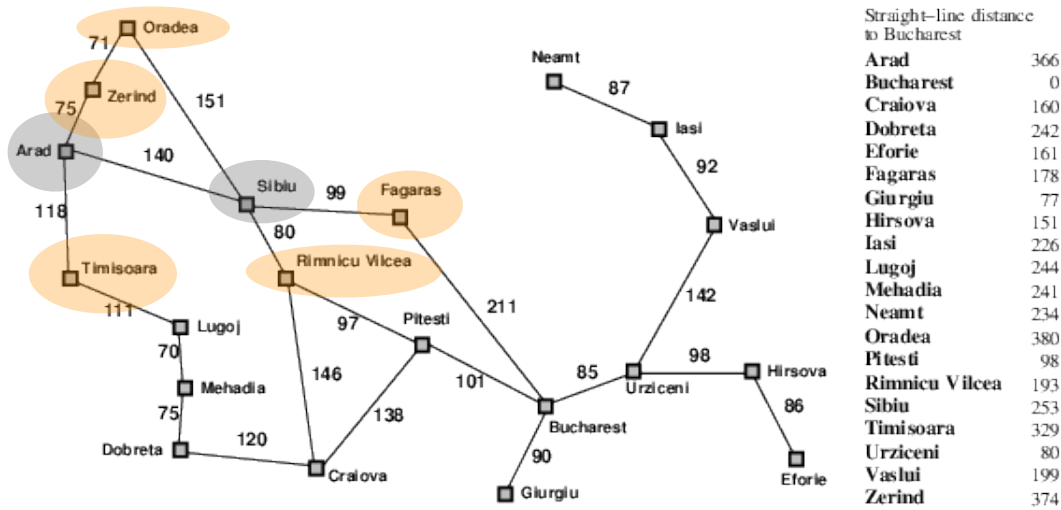 Oradea
71
Neamt
87
Zerind
151
75
Iasi
Arad
140
92
Sibiu
99
Fagaras
118
Vaslui
80
Timisoara
Rimnicu Vilcea
142
111
Lugoj
97
Pitesti
211
70
98
Hirsova
146
85
Urziceni
Mehadia
101
86
75
138
Bucharest
120
Dobreta
90
Craiova
Eforie
Giurgiu
Straight–line distance
to Bucharest
Arad 366
Bucharest 0
Craiova 160
Dobreta 242
Eforie 161
Fagaras 178
Giurgiu 77
Hirsova 151
Iasi 226
Lugoj 244
Mehadia 241
Neamt 234
Oradea 380
Pitesti 98
Rimnicu Vilcea 193
Sibiu 253
Timisoara 329
Urziceni 80
Vaslui 199
Zerind 374